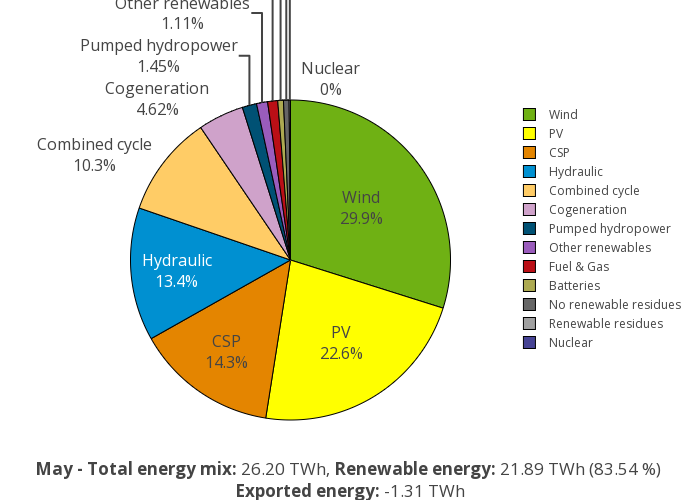 Other renewables
1.11%
Pumped hydropower
1.45%
Cogeneration
4.62%
Nuclear
0%
Combined cycle
10.3%
Wind
29.9%
Hydraulic
13.4%
CSP
14.3%
PV
22.6%
Wind
PV
CSP
Hydraulic
Combined cycle
Cogeneration
Pumped hydropower
Other renewables
Fuel & Gas
Batteries
No renewable residues
Renewable residues
Nuclear
May - Total energy mix: 26.20 TWh, Renewable energy: 21.89 TWh (83.54 %)
Exported energy: -1.31 TWh